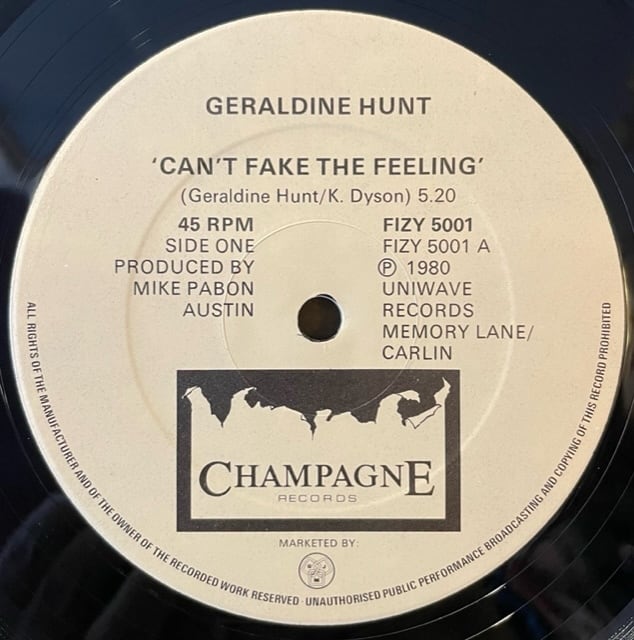 GERALDINE HUNT
'CAN'T FAKE THE FEELING'
(Geraldine Hunt/K. Dyson) 5.20
45 RPM
SIDE ONE
PRODUCED BY
MIKE PABON
AUSTIN
FIZY 5001
FIZY 5001 A
℗ 1980
UNIWAVE
RECORDS
MEMORY LANE/
CARLIN
CHAMPAGNE
RECORDS
MARKETED BY:
ALL RIGHTS OF THE MANUFACTURER AND OF THE OWNER OF THE RECORDED WORK RESERVED · UNAUTHORISED PUBLIC PERFORMANCE BROADCASTING AND COPYING OF THIS RECORD PROHIBITED